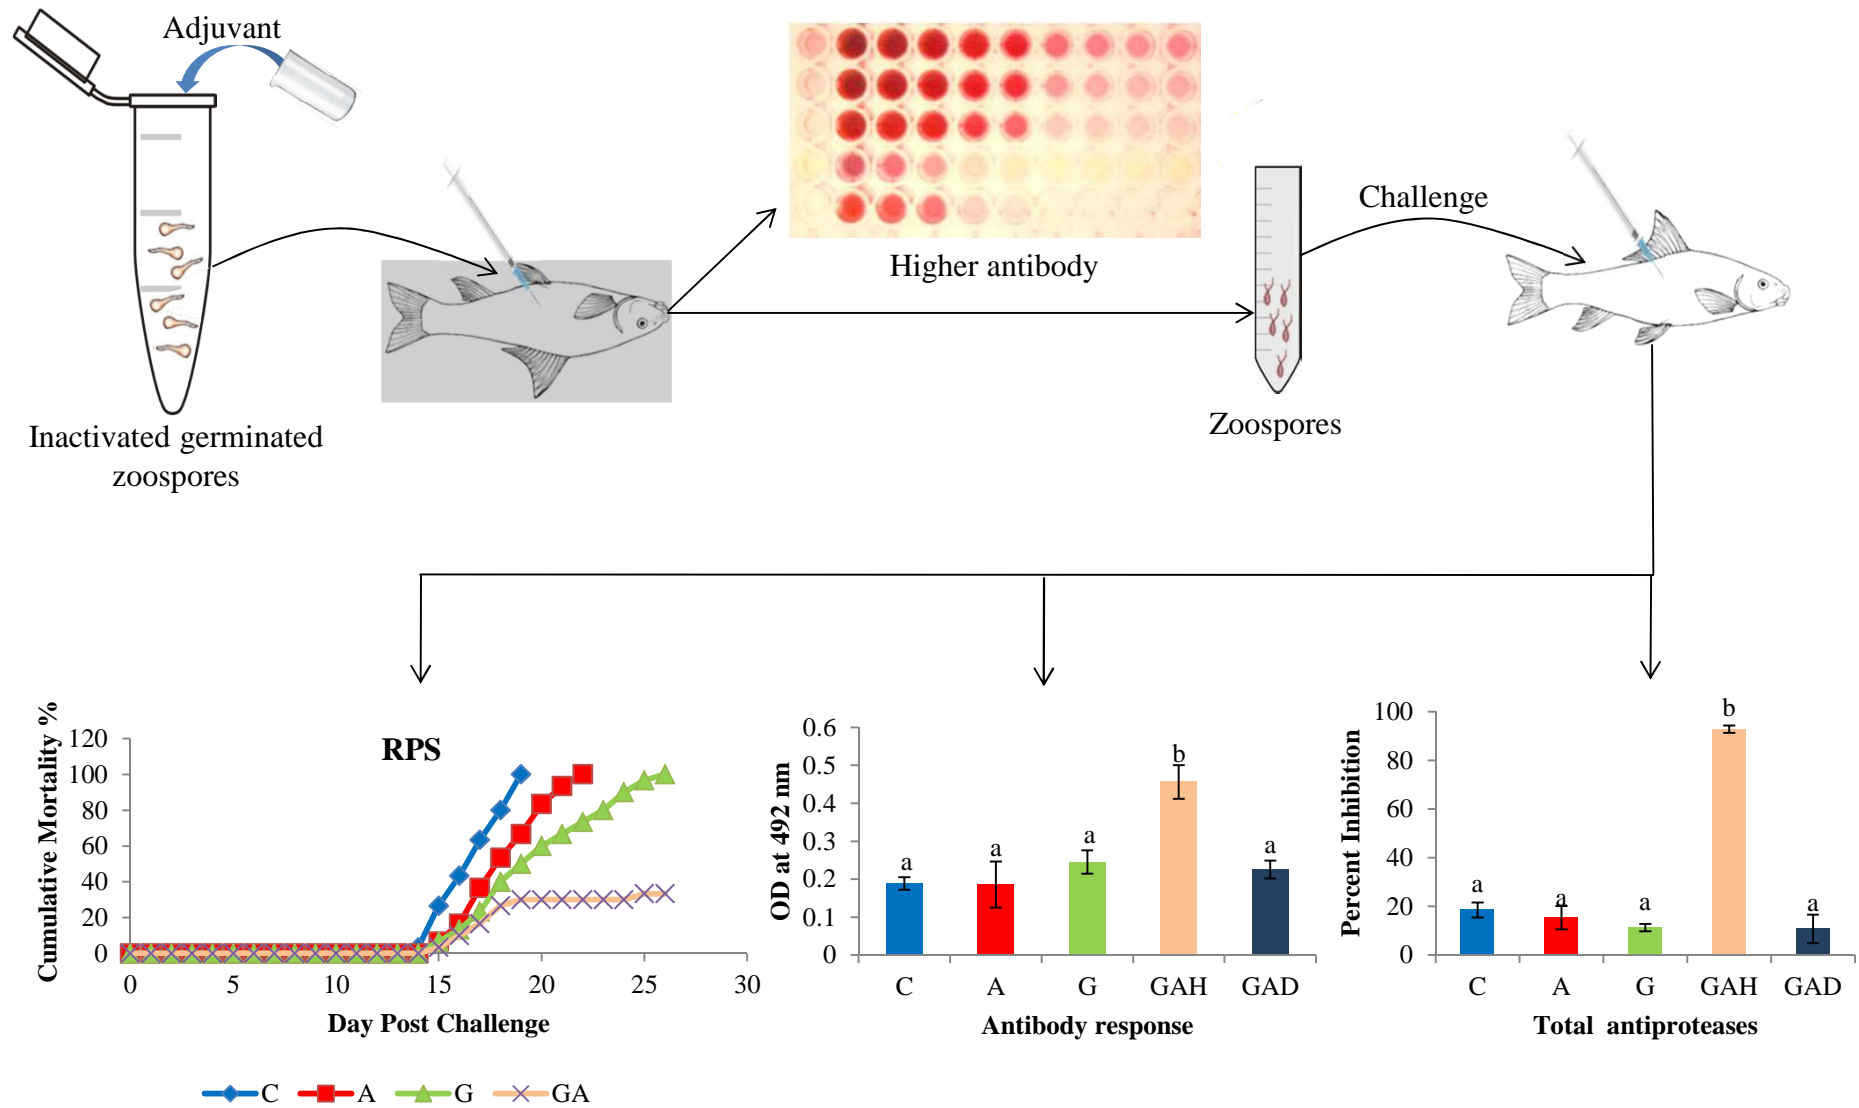 Adjuvant
Inactivated germinated
zoospores
Higher antibody
Zoospores
Challenge
RPS
Cumulative Mortality %
120
100
80
60
40
20
0
0 5 10 15 20 25 30
Day Post Challenge
C A G GA
OD at 492 nm
0.6
0.5
0.4
0.3
0.2
0.1
0
a a a b a
C A G GAH GAD
Antibody response
Percent Inhibition
100
80
60
40
20
0
a a a b a
C A G GAH GAD
Total antiproteases